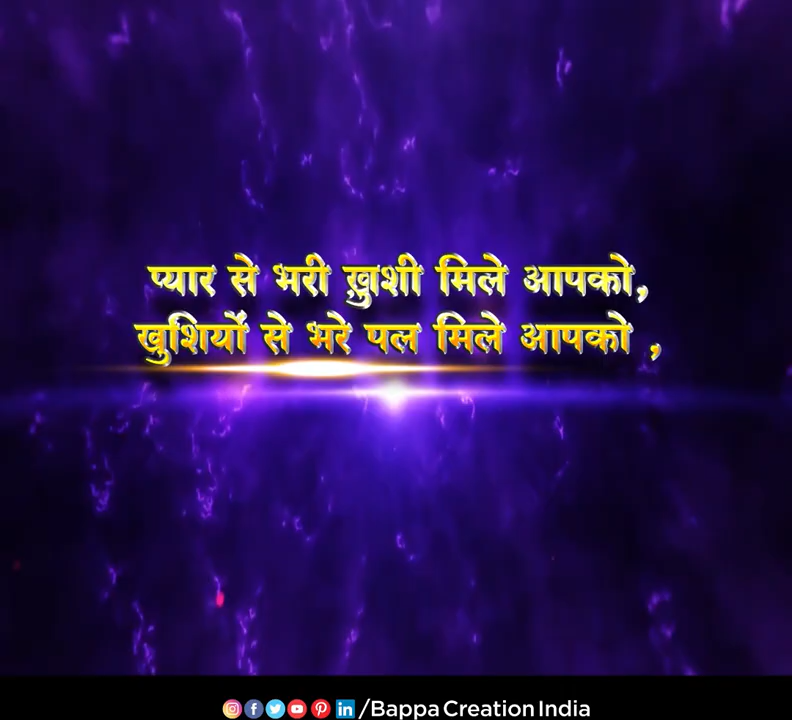 प्यार से भरी ख़ुशी मिले आपको,
खुशियों से भरे पल मिले आपको ,
/Bappa Creation India